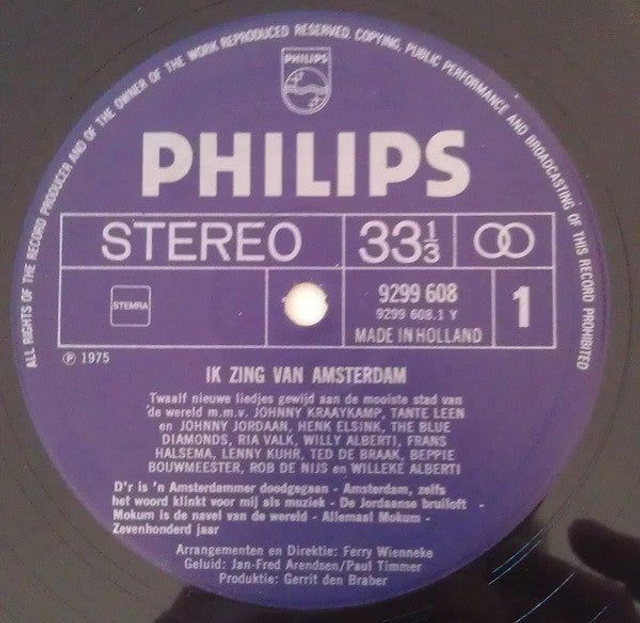 ALL RIGHTS OF THE RECORD PRODUCER AND OF THE OWNER OF THE WORK REPRODUCED RESERVED. COPYING, PUBLIC PERFORMANCE AND BROADCASTING OF THIS RECORD PROHIBITED
PHILIPS
PHILIPS
STEREO 33 1/3
STEMRA 9299 608 1
9299 608.1 Y
MADE IN HOLLAND
Ⓟ 1975
IK ZING VAN AMSTERDAM
Twaalf nieuwe liedjes gewijd aan de mooiste stad van
de wereld m.m.v. JOHNNY KRAAYKAMP, TANTE LEEN
en JOHNNY JORDAAN, HENK ELSINK, THE BLUE
DIAMONDS, RIA VALK, WILLY ALBERTI, FRANS
HALSEMA, LENNY KUHR, TED DE BRAAK, BEPPIE
BOUWMEESTER, ROB DE NIJS en WILLEKE ALBERTI
D'r is 'n Amsterdammer doodgegaan - Amsterdam, zelfs
het woord klinkt voor mij als muziek - De Jordaanse bruiloft -
Mokum is de navel van de wereld - Allemaal Mokum -
Zevenhonderd jaar
Arrangementen en Direktie: Ferry Wienneke
Geluid: Jan-Fred Arendsen/Paul Timmer
Produktie: Gerrit den Braber